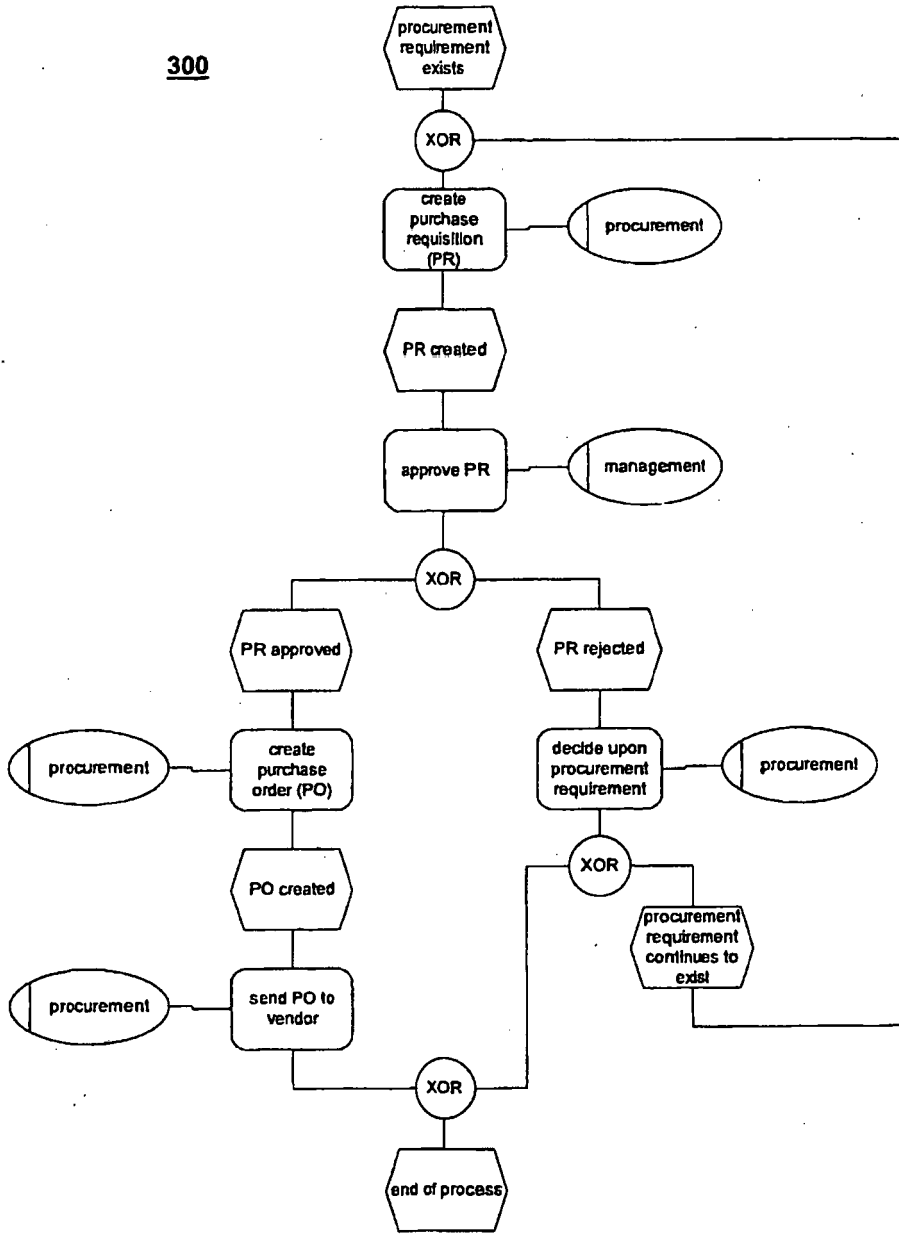 procurement
requirement
exists
300
XOR
create
purchase
requisition
(PR)
procurement
PR created
approve PR
management
XOR
PR approved
PR rejected
procurement
create
purchase
order (PO)
decide upon
procurement
requirement
procurement
XOR
PO created
procurement
requirement
continues to
exist
procurement
send PO to
vendor
XOR
end of process